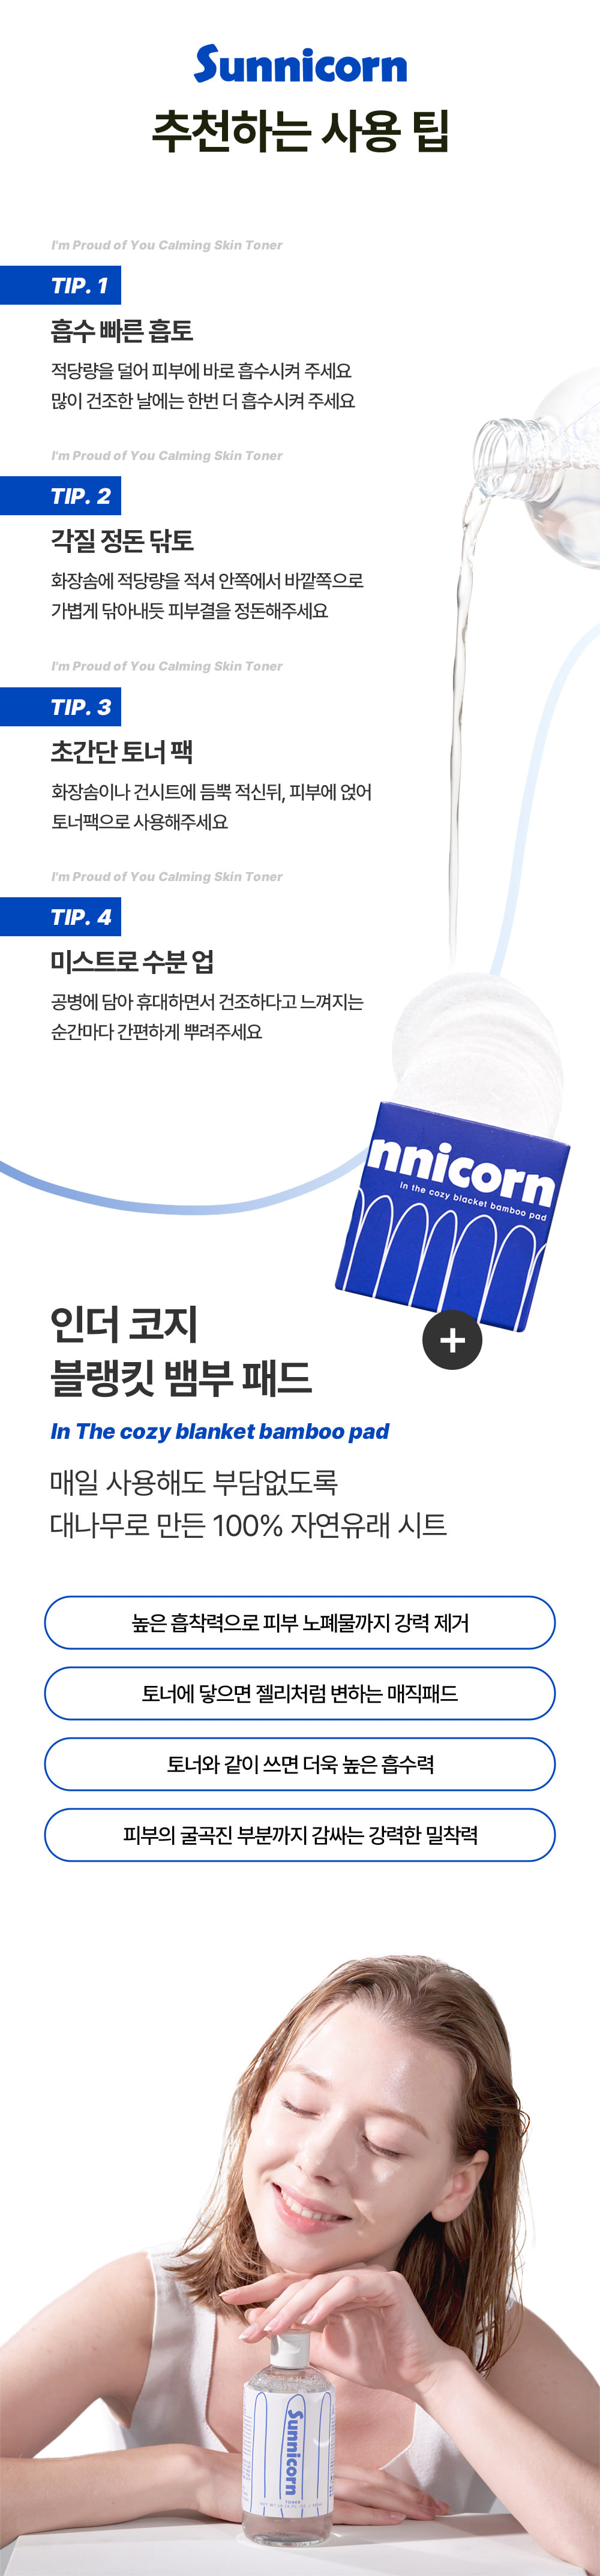 Sunnicorn
추천하는 사용 팁
I'm Proud of You Calming Skin Toner
TIP. 1
흡수 빠른 흡토
적당량을 덜어 피부에 바로 흡수시켜 주세요
많이 건조한 날에는 한번 더 흡수시켜 주세요
I'm Proud of You Calming Skin Toner
TIP. 2
각질 정돈 닦토
화장솜에 적당량을 적셔 안쪽에서 바깥쪽으로
가볍게 닦아내듯 피부결을 정돈해주세요
I'm Proud of You Calming Skin Toner
TIP. 3
초간단 토너 팩
화장솜이나 건시트에 듬뿍 적신뒤, 피부에 얹어
토너팩으로 사용해주세요
I'm Proud of You Calming Skin Toner
TIP. 4
미스트로 수분 업
공병에 담아 휴대하면서 건조하다고 느껴지는
순간마다 간편하게 뿌려주세요
nnicorn
In the cozy blacket bamboo pad
+
인더 코지
블랭킷 뱀부 패드
In The cozy blanket bamboo pad
매일 사용해도 부담없도록
대나무로 만든 100% 자연유래 시트
높은 흡착력으로 피부 노폐물까지 강력 제거
토너에 닿으면 젤리처럼 변하는 매직패드
토너와 같이 쓰면 더욱 높은 흡수력
피부의 굴곡진 부분까지 감싸는 강력한 밀착력
Sunnicorn
TONER